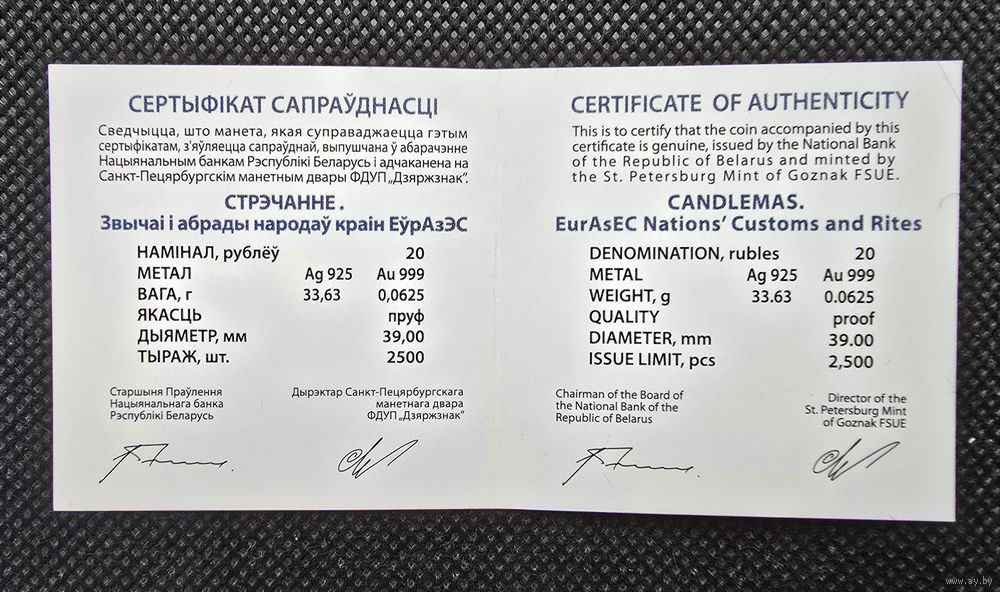 СЕРТЫФІКАТ САПРАЎДНАСЦІ
Сведчыцца, што манета, якая суправаджаецца гэтым
сертыфікатам, з'яўляецца сапраўднай, выпушчана ў абарачэнне
Нацыянальным банкам Рэспублікі Беларусь і адчаканена на
Санкт-Пецярбургскім манетным двары ФДУП „Дзяржзнак".
СТРЭЧАННЕ.
Звычаі і абрады народаў краін ЕўрАзЭС
НАМІНАЛ, рублёў 20
МЕТАЛ Ag 925 Au 999
ВАГА, г 33,63 0,0625
ЯКАСЦЬ пруф
ДЫЯМЕТР, мм 39,00
ТЫРАЖ, шт. 2500
Старшыня Праўлення
Нацыянальнага банка
Рэспублікі Беларусь
Дырэктар Санкт-Пецярбургскага
манетнага двара
ФДУП „Дзяржзнак"
CERTIFICATE OF AUTHENTICITY
This is to certify that the coin accompanied by this
certificate is genuine, issued by the National Bank
of the Republic of Belarus and minted by
the St. Petersburg Mint of Goznak FSUE.
CANDLEMAS.
EurAsEC Nations' Customs and Rites
DENOMINATION, rubles 20
METAL Ag 925 Au 999
WEIGHT, g 33.63 0.0625
QUALITY proof
DIAMETER, mm 39.00
ISSUE LIMIT, pcs 2,500
Chairman of the Board of
the National Bank of the
Republic of Belarus
Director of the
St. Petersburg Mint
of Goznak FSUE
www.ay.by